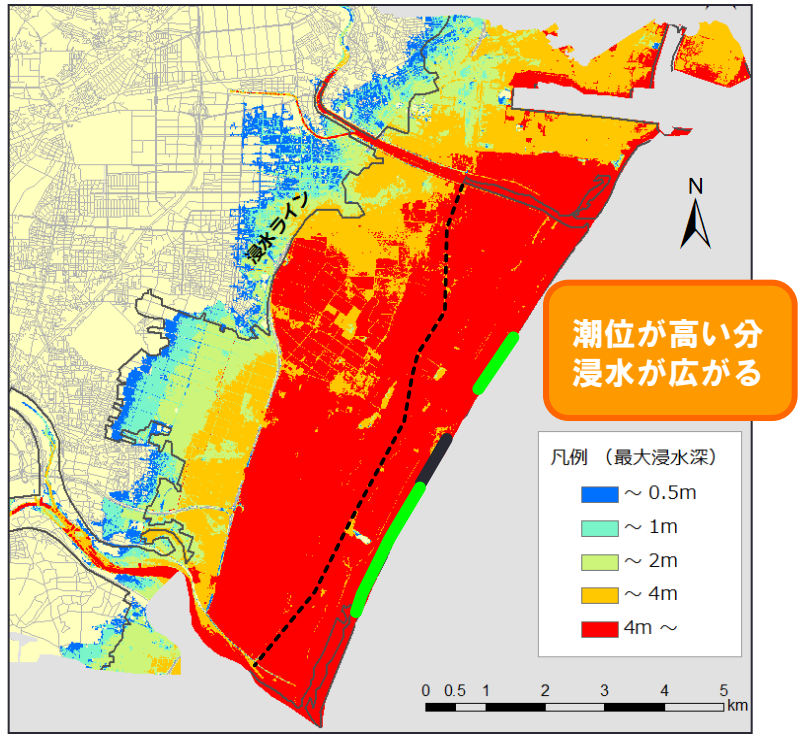 浸水ライン
N
潮位が高い分
浸水が広がる
凡例 （最大浸水深）
～ 0.5m
～ 1m
～ 2m
～ 4m
4m ～
0 0.5 1 2 3 4 5
km